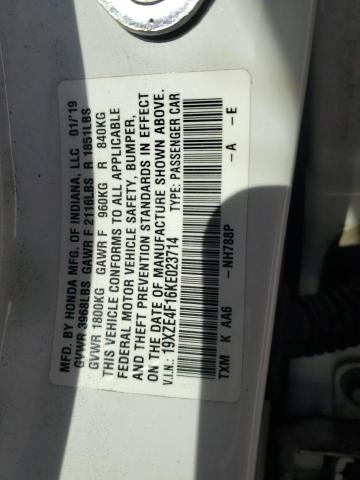 MFD. BY HONDA MFG. OF INDIANA, LLC 01/'19
GVWR 3968LBS GAWR F 2116LBS R 1851LBS
GVWR 1800KG GAWR F 960KG R 840KG
THIS VEHICLE CONFORMS TO ALL APPLICABLE
FEDERAL MOTOR VEHICLE SAFETY, BUMPER,
AND THEFT PREVENTION STANDARDS IN EFFECT
ON THE DATE OF MANUFACTURE SHOWN ABOVE.
V.I.N.: 19XZE4F16KE023714 TYPE: PASSENGER CAR
TXM K AA6 -NH788P -A -E